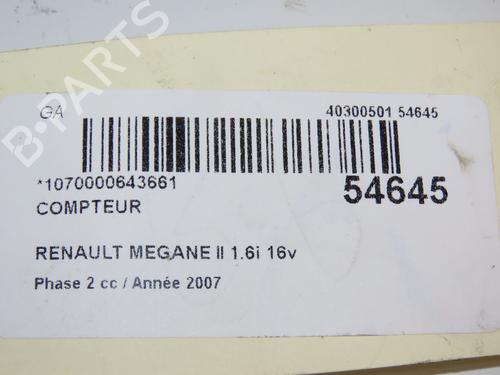 GA
40300501 54645
*1070000643661
54645
COMPTEUR
RENAULT MEGANE II 1.6i 16v
Phase 2 cc / Année 2007
B-PARTS